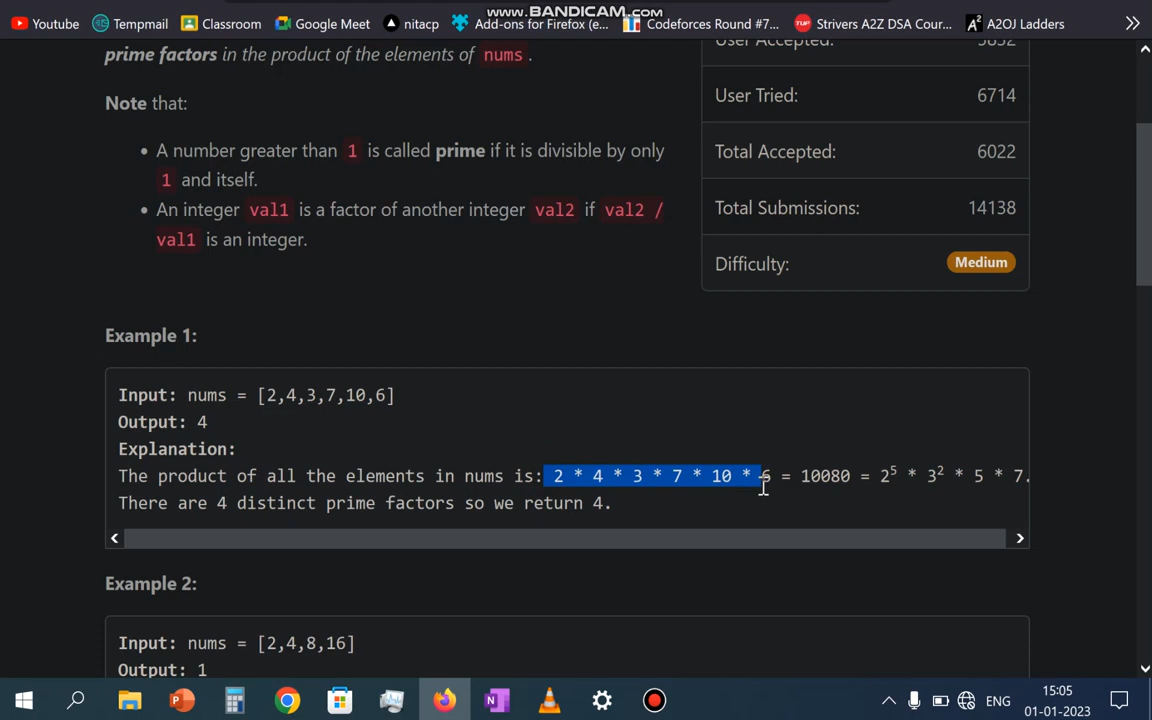 www.BANDICAM.com
Youtube Tempmail Classroom Google Meet nitacp Add-ons for Firefox (e... Codeforces Round #7... Strivers A2Z DSA Cour... A2OJ Ladders
prime factors in the product of the elements of nums .
User Accepted: 5652
Note that:
User Tried: 6714
A number greater than 1 is called prime if it is divisible by only
1 and itself.
Total Accepted: 6022
An integer val1 is a factor of another integer val2 if val2 /
val1 is an integer.
Total Submissions: 14138
Difficulty: Medium
Example 1:
Input: nums = [2,4,3,7,10,6]
Output: 4
Explanation:
The product of all the elements in nums is: 2 * 4 * 3 * 7 * 10 * 6 = 10080 = 2⁵ * 3² * 5 * 7.
There are 4 distinct prime factors so we return 4.
Example 2:
Input: nums = [2,4,8,16]
Output: 1
ENG 15:05
01-01-2023